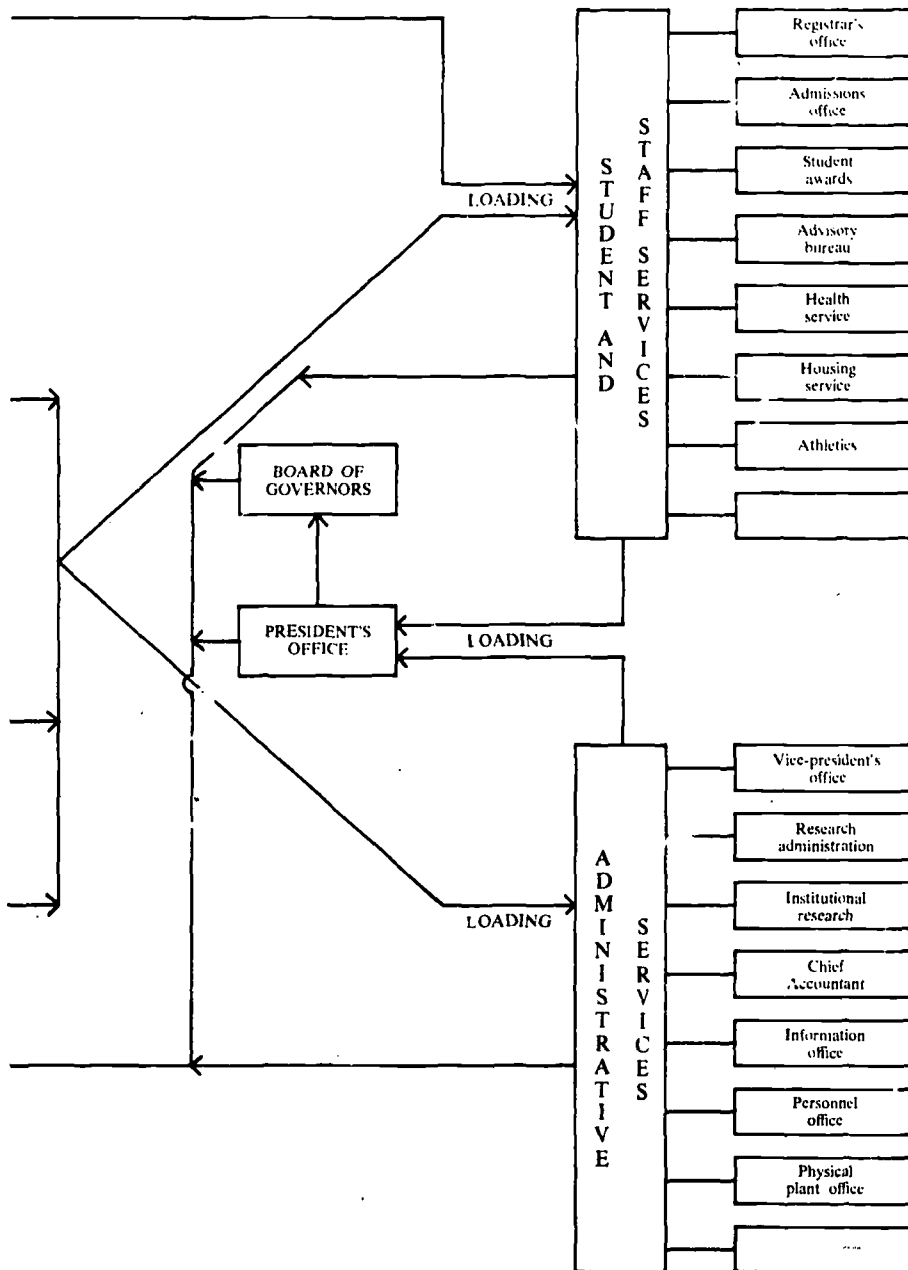 Registrar's
office
Admissions
office
Student
awards
Advisory
bureau
Health
service
Housing
service
Athletics
STUDENT AND
STAFF SERVICES
LOADING
BOARD OF
GOVERNORS
PRESIDENT'S
OFFICE
LOADING
LOADING
ADMINISTRATIVE
SERVICES
Vice-president's
office
Research
administration
Institutional
research
Chief
Accountant
Information
office
Personnel
office
Physical
plant office